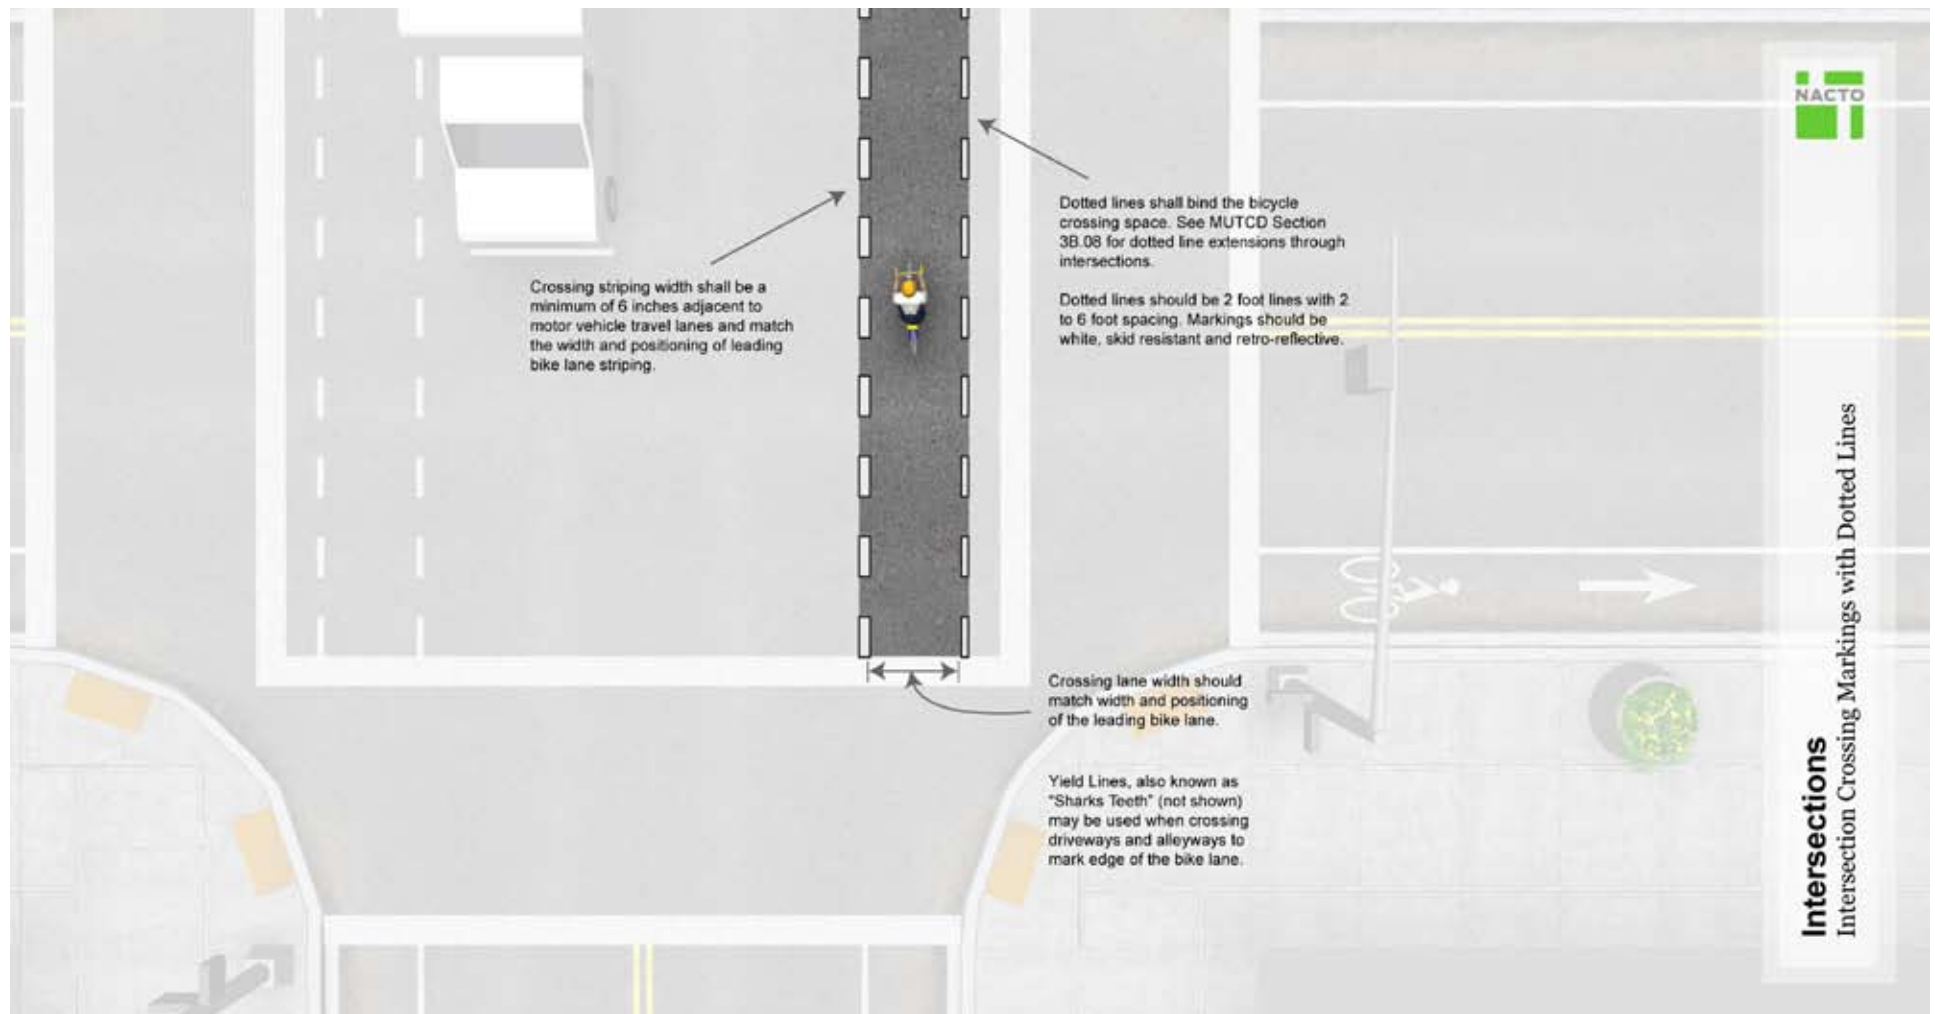 NACTO
Dotted lines shall bind the bicycle
crossing space. See MUTCD Section
3B.08 for dotted line extensions through
intersections.
Dotted lines should be 2 foot lines with 2
to 6 foot spacing. Markings should be
white, skid resistant and retro-reflective.
Crossing striping width shall be a
minimum of 6 inches adjacent to
motor vehicle travel lanes and match
the width and positioning of leading
bike lane striping.
Crossing lane width should
match width and positioning
of the leading bike lane.
Yield Lines, also known as
"Sharks Teeth" (not shown)
may be used when crossing
driveways and alleyways to
mark edge of the bike lane.
Intersections
Intersection Crossing Markings with Dotted Lines